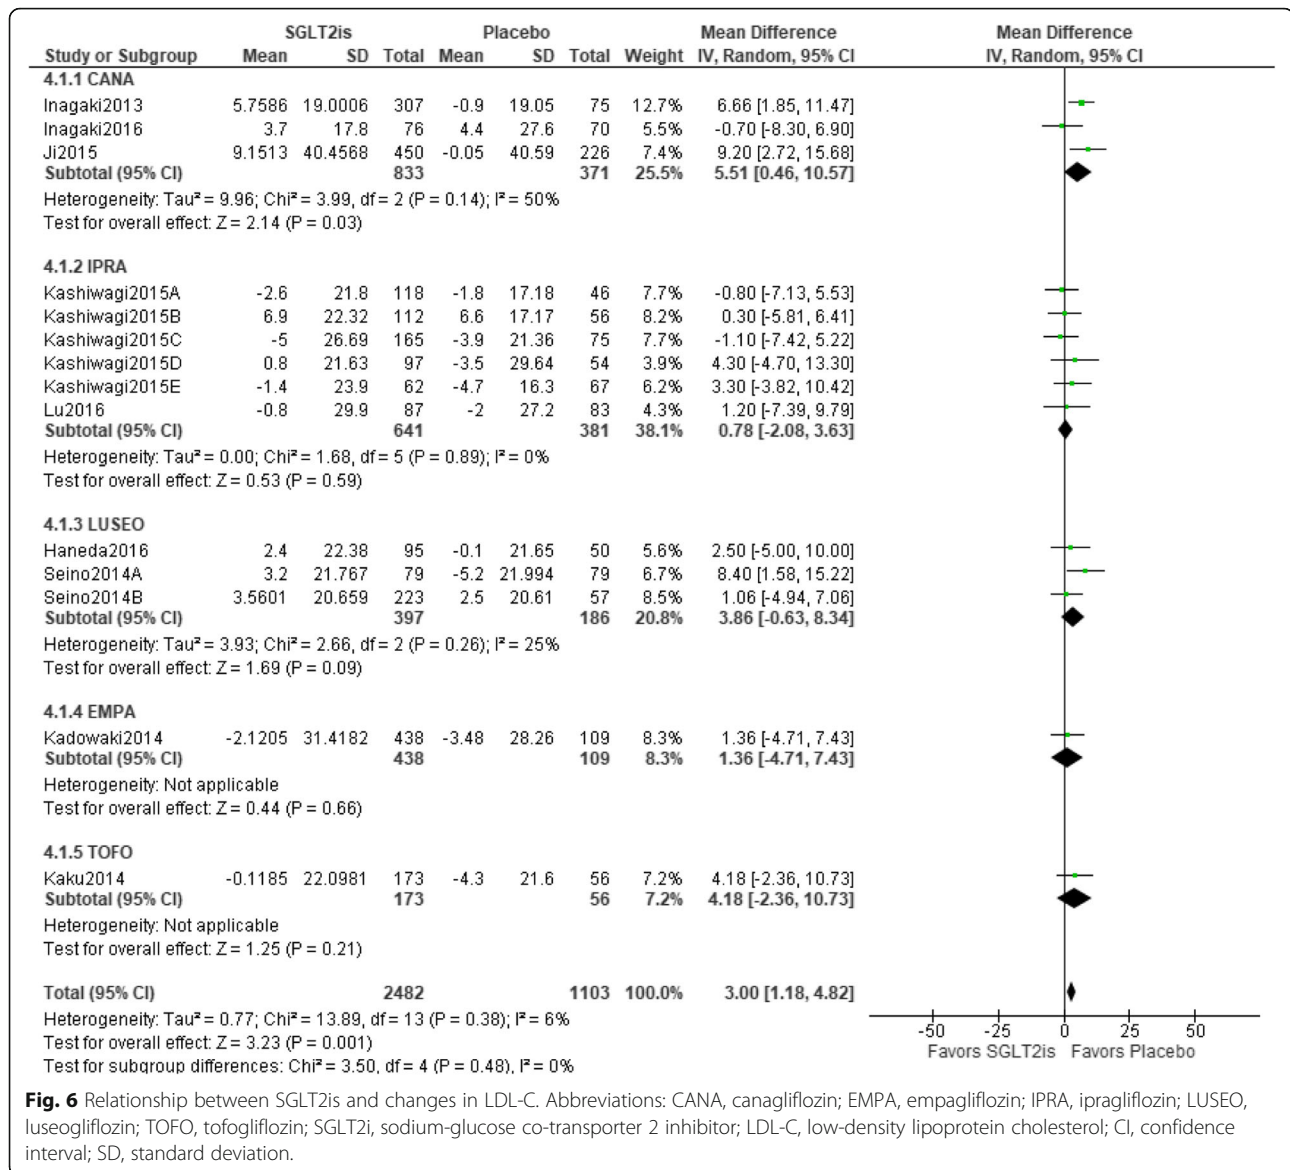 SGLT2is Placebo Mean Difference Mean Difference
Study or Subgroup Mean SD Total Mean SD Total Weight IV, Random, 95% CI IV, Random, 95% CI
4.1.1 CANA
Inagaki2013 5.7586 19.0006 307 -0.9 19.05 75 12.7% 6.66 [1.85, 11.47]
Inagaki2016 3.7 17.8 76 4.4 27.6 70 5.5% -0.70 [-8.30, 6.90]
Ji2015 9.1513 40.4568 450 -0.05 40.59 226 7.4% 9.20 [2.72, 15.68]
Subtotal (95% CI) 833 371 25.5% 5.51 [0.46, 10.57]
Heterogeneity: Tau² = 9.96; Chi² = 3.99, df = 2 (P = 0.14); I² = 50%
Test for overall effect: Z = 2.14 (P = 0.03)
4.1.2 IPRA
Kashiwagi2015A -2.6 21.8 118 -1.8 17.18 46 7.7% -0.80 [-7.13, 5.53]
Kashiwagi2015B 6.9 22.32 112 6.6 17.17 56 8.2% 0.30 [-5.81, 6.41]
Kashiwagi2015C -5 26.69 165 -3.9 21.36 75 7.7% -1.10 [-7.42, 5.22]
Kashiwagi2015D 0.8 21.63 97 -3.5 29.64 54 3.9% 4.30 [-4.70, 13.30]
Kashiwagi2015E -1.4 23.9 62 -4.7 16.3 67 6.2% 3.30 [-3.82, 10.42]
Lu2016 -0.8 29.9 87 -2 27.2 83 4.3% 1.20 [-7.39, 9.79]
Subtotal (95% CI) 641 381 38.1% 0.78 [-2.08, 3.63]
Heterogeneity: Tau² = 0.00; Chi² = 1.68, df = 5 (P = 0.89); I² = 0%
Test for overall effect: Z = 0.53 (P = 0.59)
4.1.3 LUSEO
Haneda2016 2.4 22.38 95 -0.1 21.65 50 5.6% 2.50 [-5.00, 10.00]
Seino2014A 3.2 21.767 79 -5.2 21.994 79 6.7% 8.40 [1.58, 15.22]
Seino2014B 3.5601 20.659 223 2.5 20.61 57 8.5% 1.06 [-4.94, 7.06]
Subtotal (95% CI) 397 186 20.8% 3.86 [-0.63, 8.34]
Heterogeneity: Tau² = 3.93; Chi² = 2.66, df = 2 (P = 0.26); I² = 25%
Test for overall effect: Z = 1.69 (P = 0.09)
4.1.4 EMPA
Kadowaki2014 -2.1205 31.4182 438 -3.48 28.26 109 8.3% 1.36 [-4.71, 7.43]
Subtotal (95% CI) 438 109 8.3% 1.36 [-4.71, 7.43]
Heterogeneity: Not applicable
Test for overall effect: Z = 0.44 (P = 0.66)
4.1.5 TOFO
Kaku2014 -0.1185 22.0981 173 -4.3 21.6 56 7.2% 4.18 [-2.36, 10.73]
Subtotal (95% CI) 173 56 7.2% 4.18 [-2.36, 10.73]
Heterogeneity: Not applicable
Test for overall effect: Z = 1.25 (P = 0.21)
Total (95% CI) 2482 1103 100.0% 3.00 [1.18, 4.82]
Heterogeneity: Tau² = 0.77; Chi² = 13.89, df = 13 (P = 0.38); I² = 6%
Test for overall effect: Z = 3.23 (P = 0.001)
Test for subgroup differences: Chi² = 3.50, df = 4 (P = 0.48), I² = 0%
-50 -25 0 25 50
Favors SGLT2is Favors Placebo
Fig. 6 Relationship between SGLT2is and changes in LDL-C. Abbreviations: CANA, canagliflozin; EMPA, empagliflozin; IPRA, ipragliflozin; LUSEO,
luseogliflozin; TOFO, tofogliflozin; SGLT2i, sodium-glucose co-transporter 2 inhibitor; LDL-C, low-density lipoprotein cholesterol; CI, confidence
interval; SD, standard deviation.